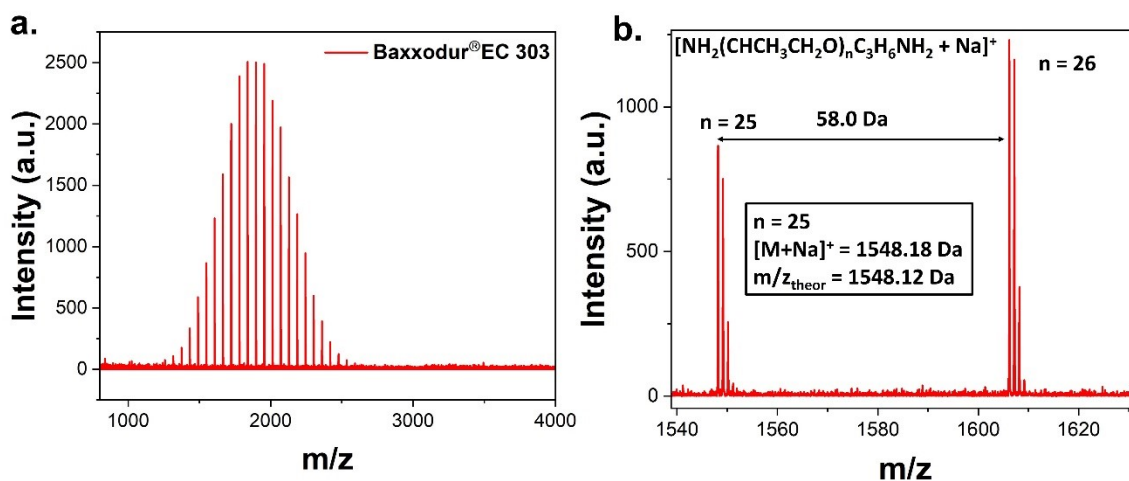 a.
Baxxodur®EC 303
2500
2000
1500
1000
500
0
Intensity (a.u.)
1000 2000 3000 4000
m/z
b.
[NH₂(CHCH₃CH₂O)ₙC₃H₆NH₂ + Na]⁺
n = 26
n = 25
58.0 Da
n = 25
[M+Na]⁺ = 1548.18 Da
m/z_theor = 1548.12 Da
1000
500
0
Intensity (a.u.)
1540 1560 1580 1600 1620
m/z